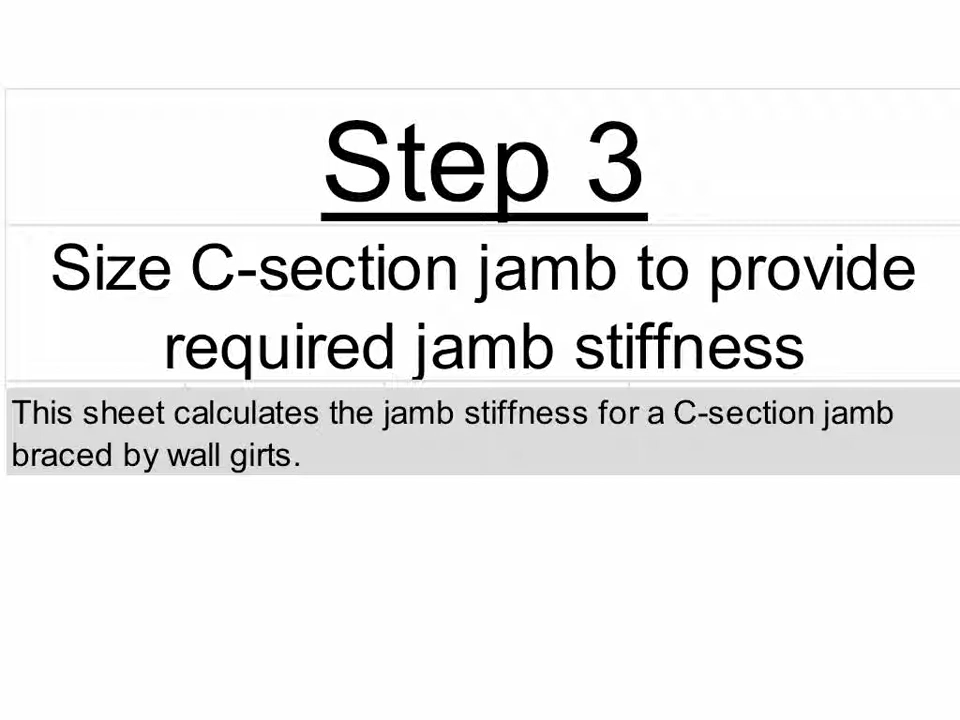 Step 3
Size C-section jamb to provide
required jamb stiffness
This sheet calculates the jamb stiffness for a C-section jamb
braced by wall girts.